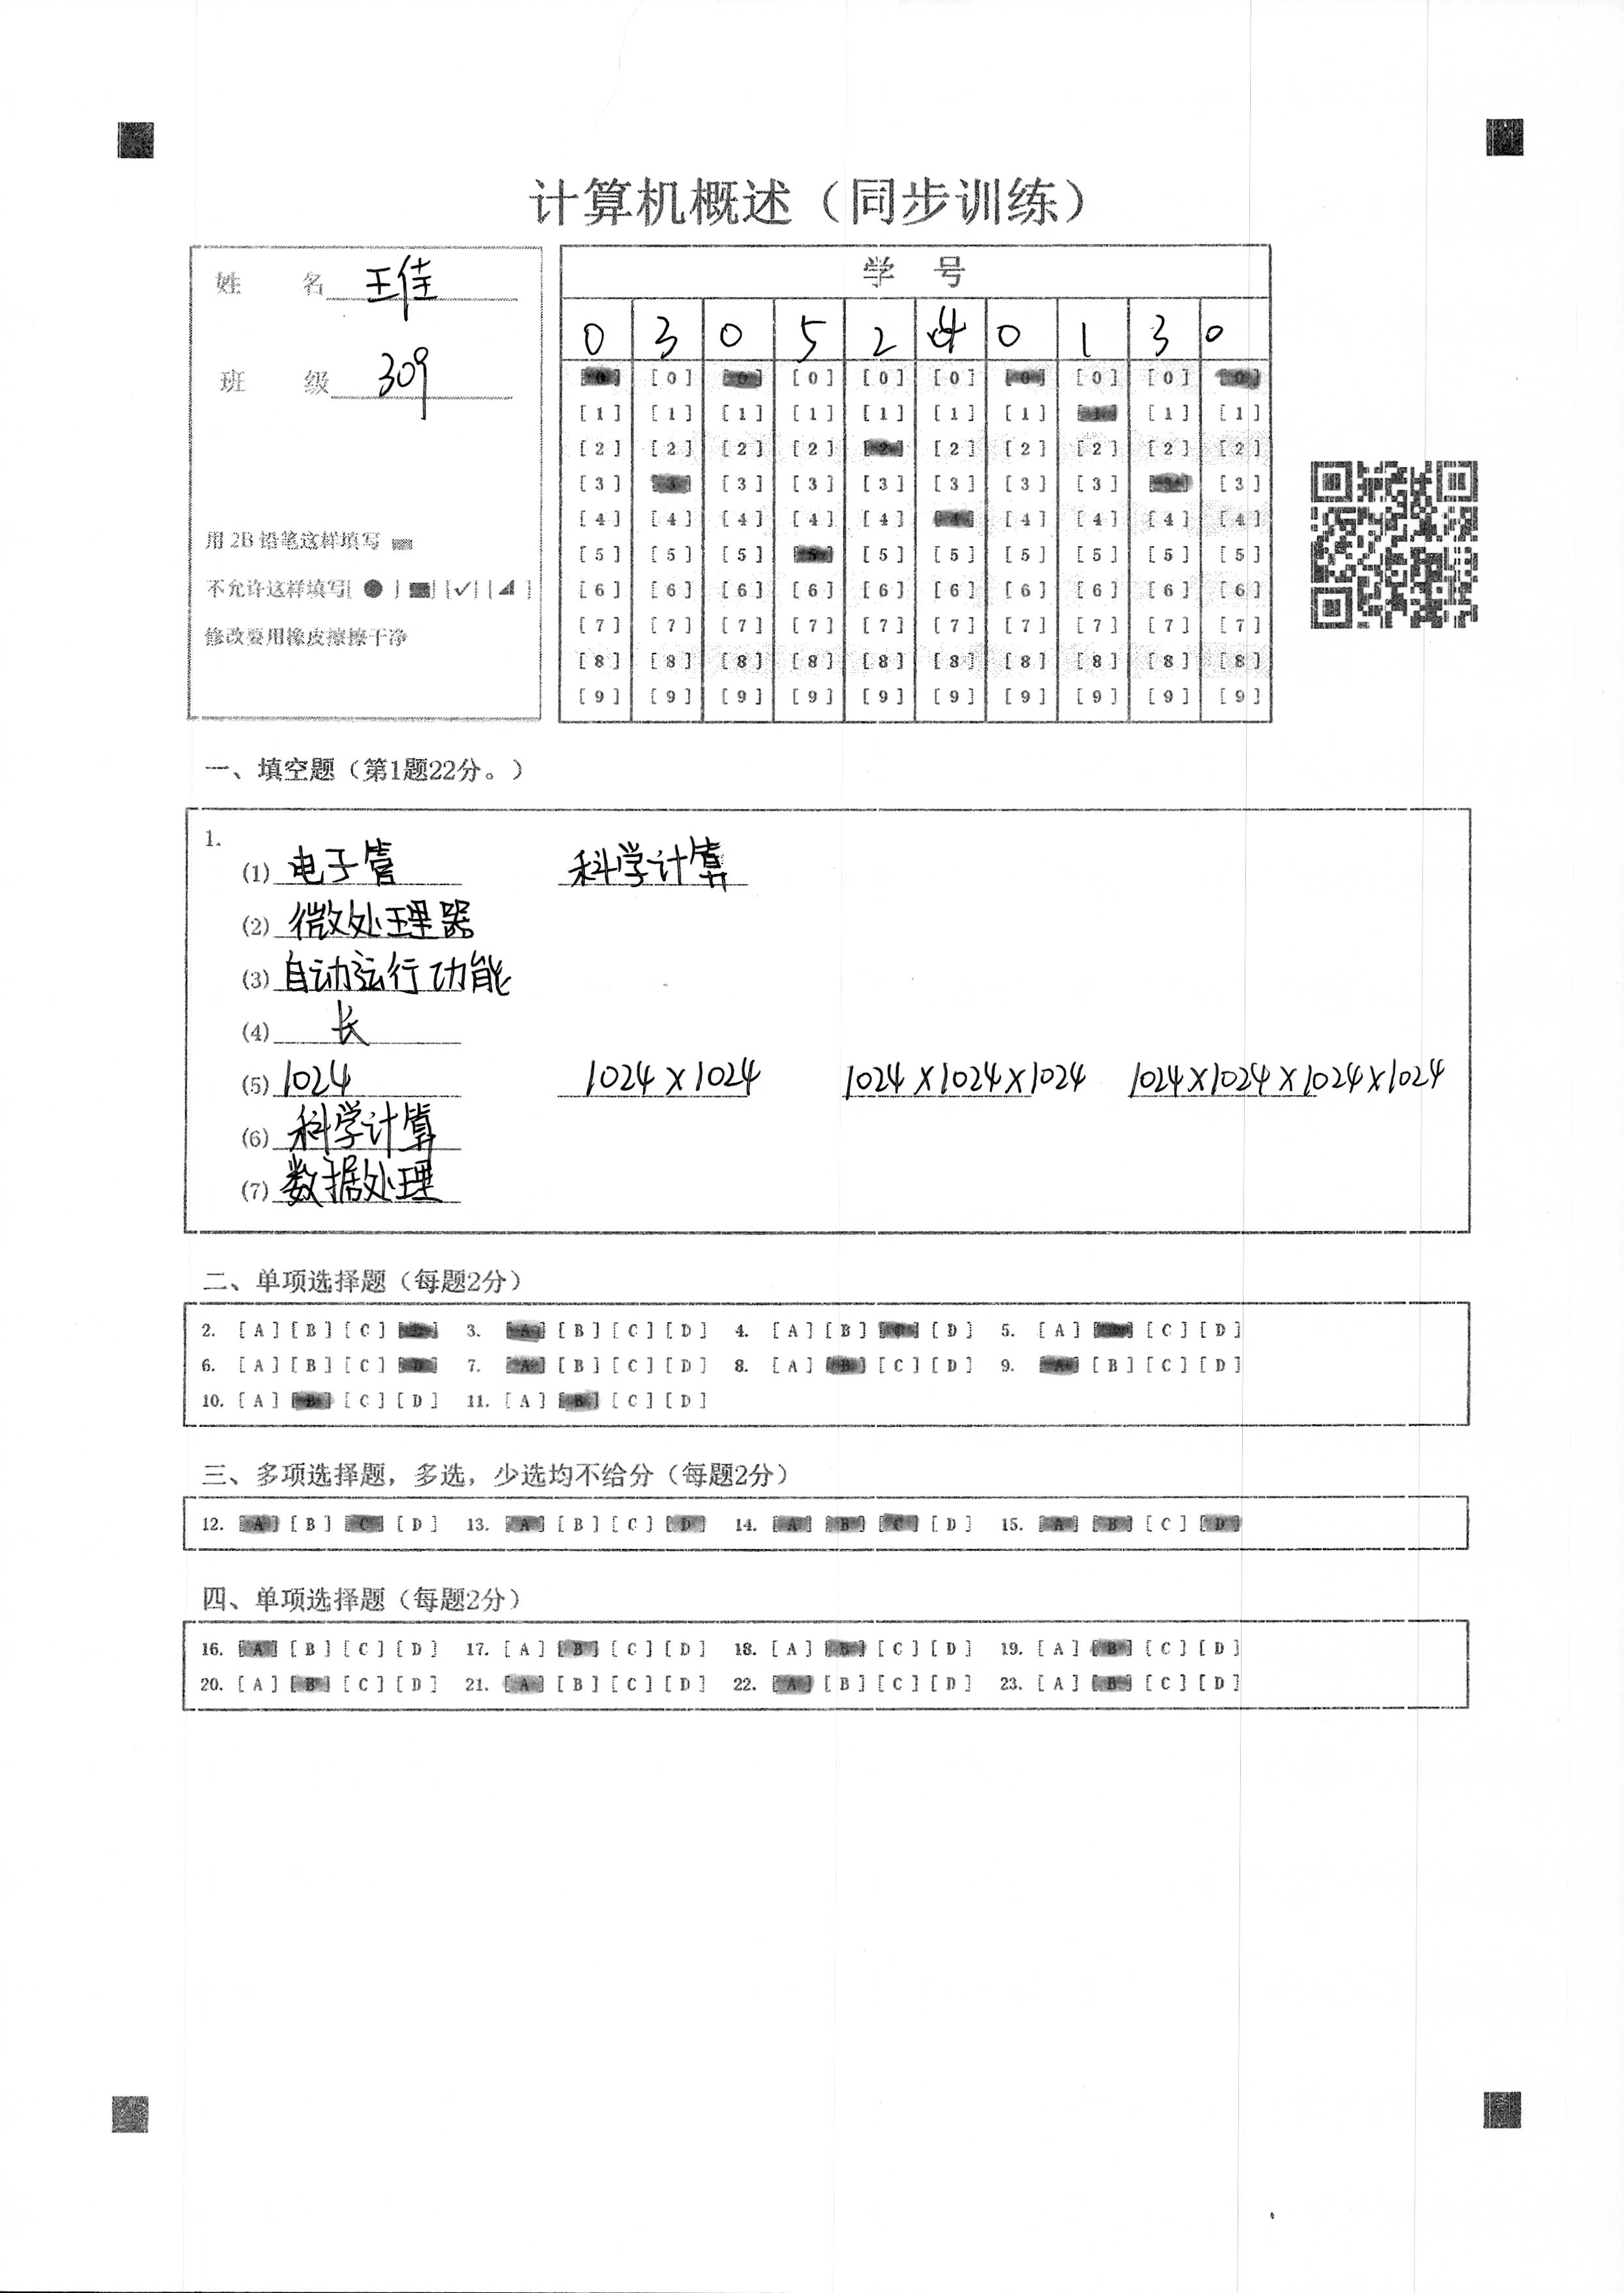 计算机概述（同步训练）
姓 名 王佳
班 级 309
用 2B 铅笔这样填写
不允许这样填写[ ● ] [■] [✓] [◢ ]
修改要用橡皮擦擦干净
学 号
0 3 0 5 2 4 0 1 3 0
[0] [0] [0] [0] [0] [0] [0] [0] [0] [0]
[1] [1] [1] [1] [1] [1] [1] [1] [1] [1]
[2] [2] [2] [2] [2] [2] [2] [2] [2] [2]
[3] [3] [3] [3] [3] [3] [3] [3] [3] [3]
[4] [4] [4] [4] [4] [4] [4] [4] [4] [4]
[5] [5] [5] [5] [5] [5] [5] [5] [5] [5]
[6] [6] [6] [6] [6] [6] [6] [6] [6] [6]
[7] [7] [7] [7] [7] [7] [7] [7] [7] [7]
[8] [8] [8] [8] [8] [8] [8] [8] [8] [8]
[9] [9] [9] [9] [9] [9] [9] [9] [9] [9]
一、填空题（第1题22分。）
1.
(1) 电子管 科学计算
(2) 微处理器
(3) 自动运行功能
(4) 长
(5) 1024 1024×1024 1024×1024×1024 1024×1024×1024×1024
(6) 科学计算
(7) 数据处理
二、单项选择题（每题2分）
2. [A] [B] [C] [D] 3. [A] [B] [C] [D] 4. [A] [B] [C] [D] 5. [A] [B] [C] [D]
6. [A] [B] [C] [D] 7. [A] [B] [C] [D] 8. [A] [B] [C] [D] 9. [A] [B] [C] [D]
10. [A] [B] [C] [D] 11. [A] [B] [C] [D]
三、多项选择题，多选，少选均不给分（每题2分）
12. [A] [B] [C] [D] 13. [A] [B] [C] [D] 14. [A] [B] [C] [D] 15. [A] [B] [C] [D]
四、单项选择题（每题2分）
16. [A] [B] [C] [D] 17. [A] [B] [C] [D] 18. [A] [B] [C] [D] 19. [A] [B] [C] [D]
20. [A] [B] [C] [D] 21. [A] [B] [C] [D] 22. [A] [B] [C] [D] 23. [A] [B] [C] [D]